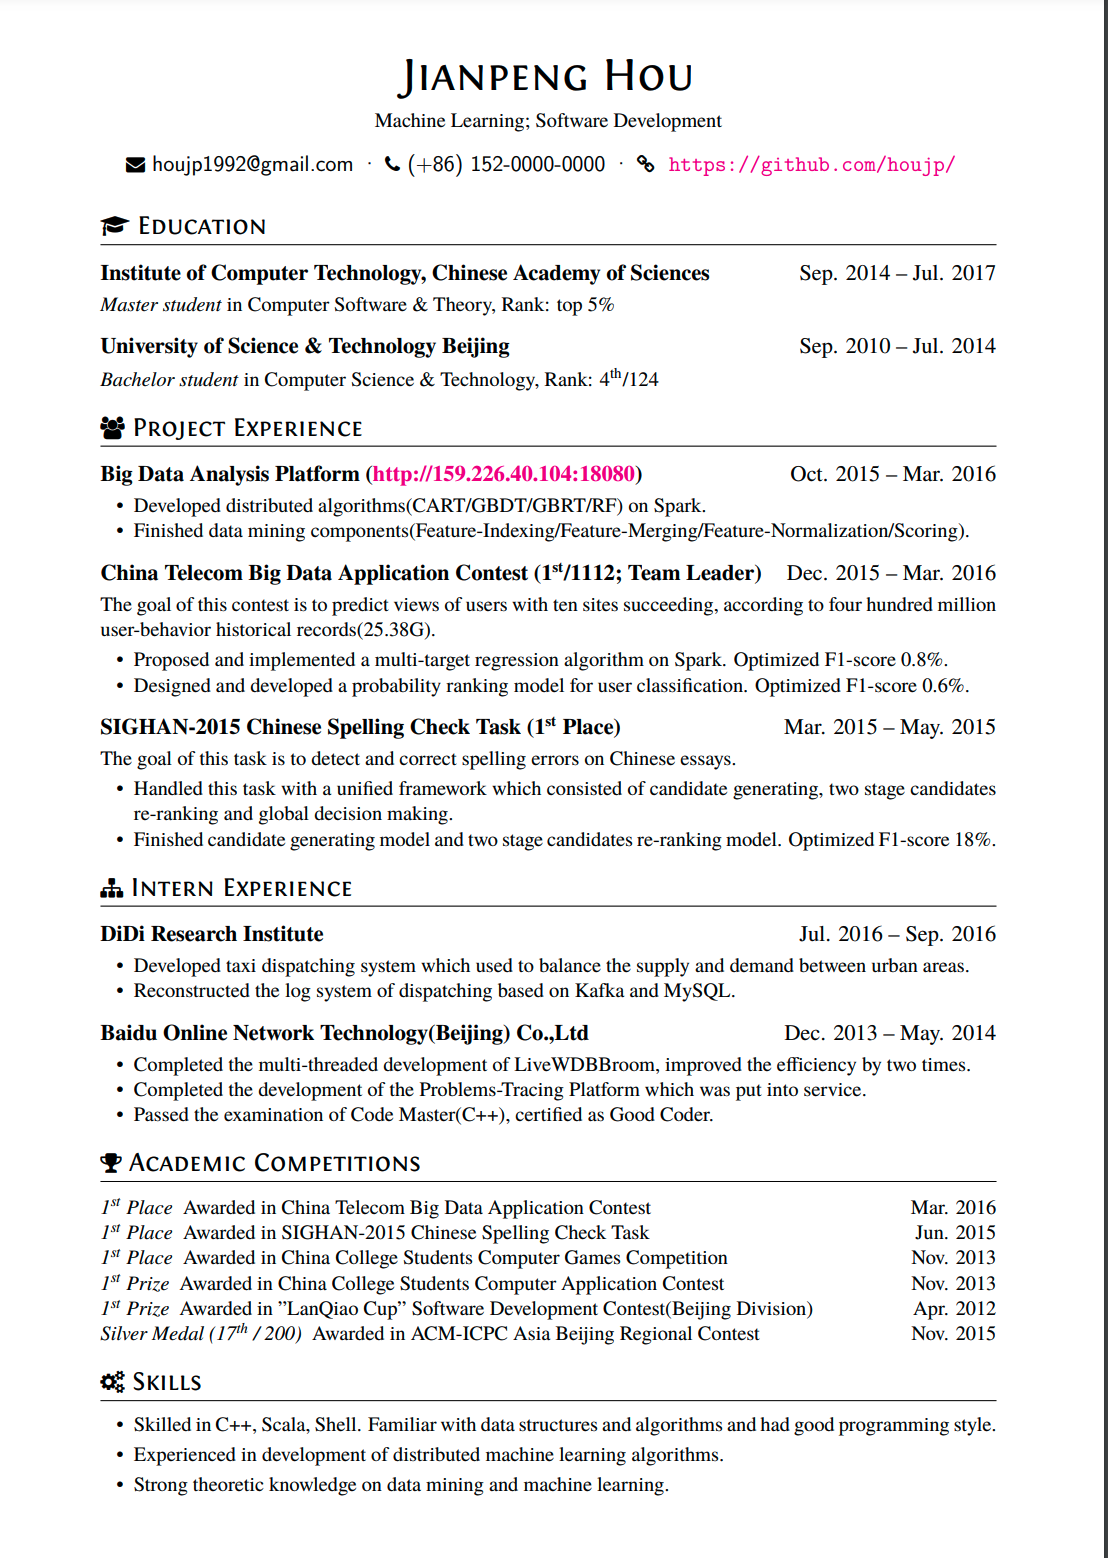 Jianpeng Hou
Machine Learning; Software Development
houjp1992@gmail.com · (+86) 152-0000-0000 · https://github.com/houjp/
Education
Institute of Computer Technology, Chinese Academy of Sciences Sep. 2014 – Jul. 2017
Master student in Computer Software & Theory, Rank: top 5%
University of Science & Technology Beijing Sep. 2010 – Jul. 2014
Bachelor student in Computer Science & Technology, Rank: 4th/124
Project Experience
Big Data Analysis Platform (http://159.226.40.104:18080) Oct. 2015 – Mar. 2016
• Developed distributed algorithms(CART/GBDT/GBRT/RF) on Spark.
• Finished data mining components(Feature-Indexing/Feature-Merging/Feature-Normalization/Scoring).
China Telecom Big Data Application Contest (1st/1112; Team Leader) Dec. 2015 – Mar. 2016
The goal of this contest is to predict views of users with ten sites succeeding, according to four hundred million
user-behavior historical records(25.38G).
• Proposed and implemented a multi-target regression algorithm on Spark. Optimized F1-score 0.8%.
• Designed and developed a probability ranking model for user classification. Optimized F1-score 0.6%.
SIGHAN-2015 Chinese Spelling Check Task (1st Place) Mar. 2015 – May. 2015
The goal of this task is to detect and correct spelling errors on Chinese essays.
• Handled this task with a unified framework which consisted of candidate generating, two stage candidates
re-ranking and global decision making.
• Finished candidate generating model and two stage candidates re-ranking model. Optimized F1-score 18%.
Intern Experience
DiDi Research Institute Jul. 2016 – Sep. 2016
• Developed taxi dispatching system which used to balance the supply and demand between urban areas.
• Reconstructed the log system of dispatching based on Kafka and MySQL.
Baidu Online Network Technology(Beijing) Co.,Ltd Dec. 2013 – May. 2014
• Completed the multi-threaded development of LiveWDBBroom, improved the efficiency by two times.
• Completed the development of the Problems-Tracing Platform which was put into service.
• Passed the examination of Code Master(C++), certified as Good Coder.
Academic Competitions
1st Place Awarded in China Telecom Big Data Application Contest Mar. 2016
1st Place Awarded in SIGHAN-2015 Chinese Spelling Check Task Jun. 2015
1st Place Awarded in China College Students Computer Games Competition Nov. 2013
1st Prize Awarded in China College Students Computer Application Contest Nov. 2013
1st Prize Awarded in ”LanQiao Cup” Software Development Contest(Beijing Division) Apr. 2012
Silver Medal (17th / 200) Awarded in ACM-ICPC Asia Beijing Regional Contest Nov. 2015
Skills
• Skilled in C++, Scala, Shell. Familiar with data structures and algorithms and had good programming style.
• Experienced in development of distributed machine learning algorithms.
• Strong theoretic knowledge on data mining and machine learning.